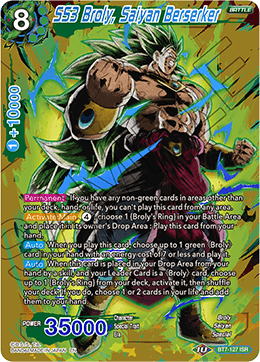 8
SS3 Broly, Saiyan Berserker
BATTLE
1 +10000
Permanent If you have any non-green cards in areas other than
your deck, hand, or life, you can't play this card from any area.
Activate Main 4 choose 1 {Broly's Ring} in your Battle Area
and place it in its owner's Drop Area : Play this card from your
hand.
Auto When you play this card, choose up to 1 green {Broly}
card in your hand with an energy cost of 7 or less and play it.
Auto When this card is placed in your Drop Area from your
hand by a skill and your Leader Card is {Broly} card, choose
up to 1 {Broly's Ring} from your deck, activate it, then shuffle
your deck. If you do, choose 1 or 2 cards in your life and add
them to your hand.
POWER 35000
Character Broly
Special Trait Saiyan
Era Special
BT7-127 ISR